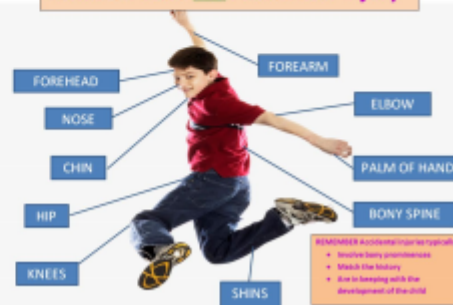 FOREARM
FOREHEAD
ELBOW
NOSE
CHIN
PALM OF HAND
HIP
BONY SPINE
KNEES
SHINS
REMEMBER Accidental injuries typically
Involve bony prominences
Match the history
Are in keeping with the
development of the child